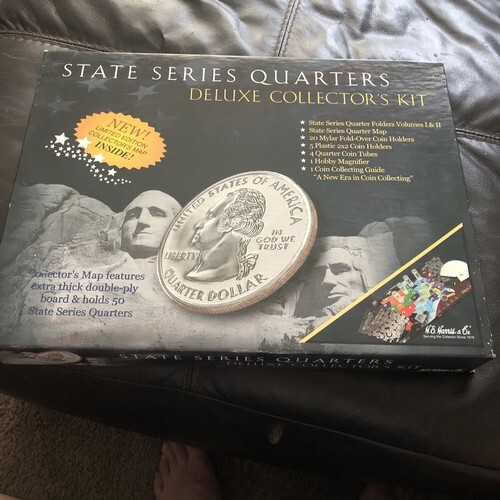 STATE SERIES QUARTERS
DELUXE COLLECTOR'S KIT
NEW!
LIMITED EDITION
COLLECTOR'S MAP
INSIDE!
State Series Quarter Folders Volumes I & II
State Series Quarter Map
20 Mylar Fold-Over Coin Holders
5 Plastic 2x2 Coin Holders
4 Quarter Coin Tubes
1 Hobby Magnifier
1 Coin Collecting Guide
"A New Era in Coin Collecting"
UNITED STATES OF AMERICA
LIBERTY
IN
GOD WE
TRUST
QUARTER DOLLAR
Collector's Map features
extra thick double-ply
board & holds 50
State Series Quarters
H.E. Harris & Co.
Serving the Collector Since 1916
STATE SERIES QUARTERS
DELUXE COLLECTOR'S KIT